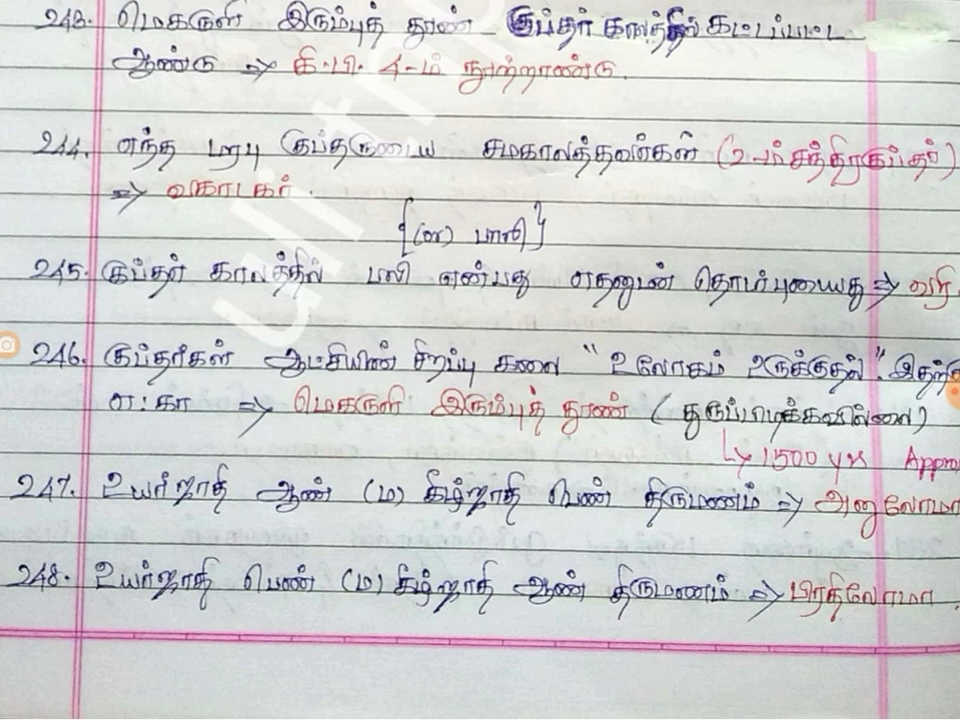 243. மெகருளி இரும்புத் தூண் குப்தர் காலத்தில் கட்டப்பட்ட
ஆண்டு => கி.பி. 4-ம் நூற்றாண்டு.
244. எந்த மரபு குப்தருடைய சமகாலத்தவர்கள் (2-ம் சந்திரகுப்தர்)
=> வாகாடகர்.
{(எ) பாலி}
245. குப்தர் காலத்தில் பலி என்பது எதனுடன் தொடர்புடையது => வரி
246. குப்தர்கள் ஆட்சியின் சிறப்பு கலை "உலோகம் உருக்குதல்". இதற்கு
எ:கா => மெகருளி இரும்புத் தூண் (துருப்பிடிக்கவில்லை)
↳ 1500 yrs Appro
247. உயர்ஜாதி ஆண் (ம) கீழ்ஜாதி பெண் திருமணம் => அனுலோமா
248. உயர்ஜாதி பெண் (ம) கீழ்ஜாதி ஆண் திருமணம் => பிரதிலோமா.